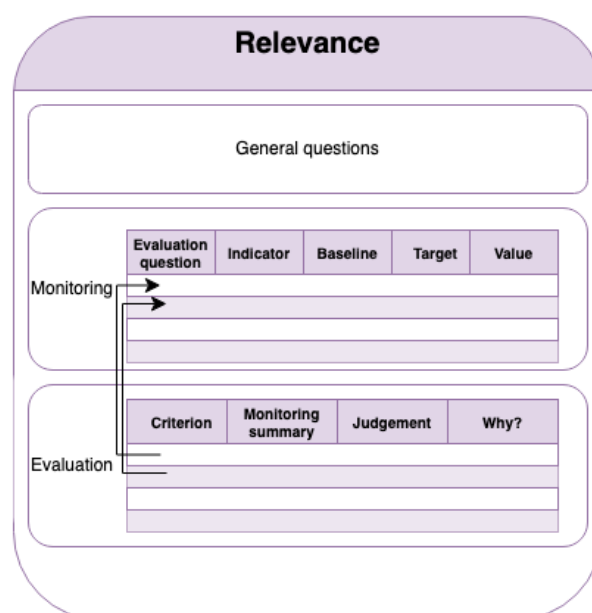 Relevance
General questions
Monitoring
Evaluation question
Indicator
Baseline
Target
Value
Evaluation
Criterion
Monitoring summary
Judgement
Why?